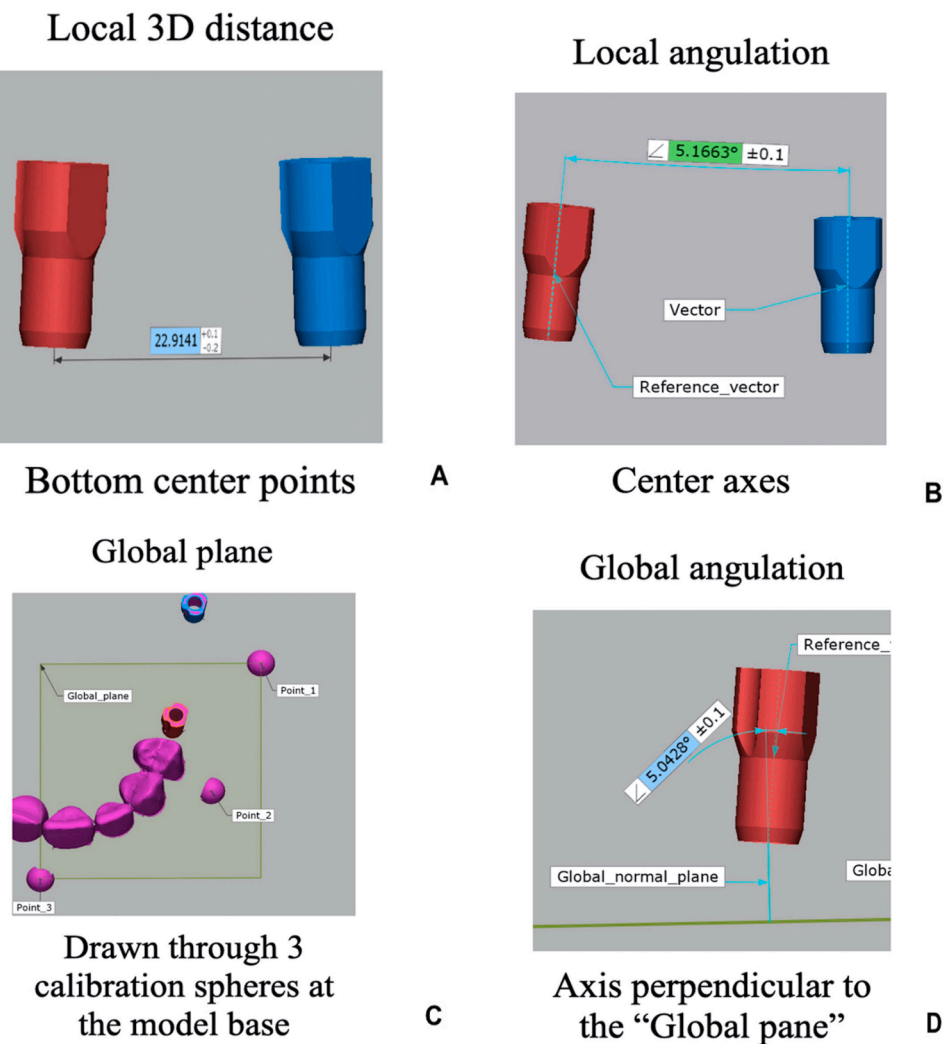 Local 3D distance
22.9141 +0.1
-0.2
Bottom center points
A
Local angulation
∠ 5.1663° ±0.1
Vector
Reference_vector
Center axes
B
Global plane
Global_plane
Point_1
Point_2
Point_3
Drawn through 3
calibration spheres at
the model base
C
Global angulation
Reference_
∠ 5.0428° ±0.1
Global_normal_plane
Globa
Axis perpendicular to
the “Global pane”
D